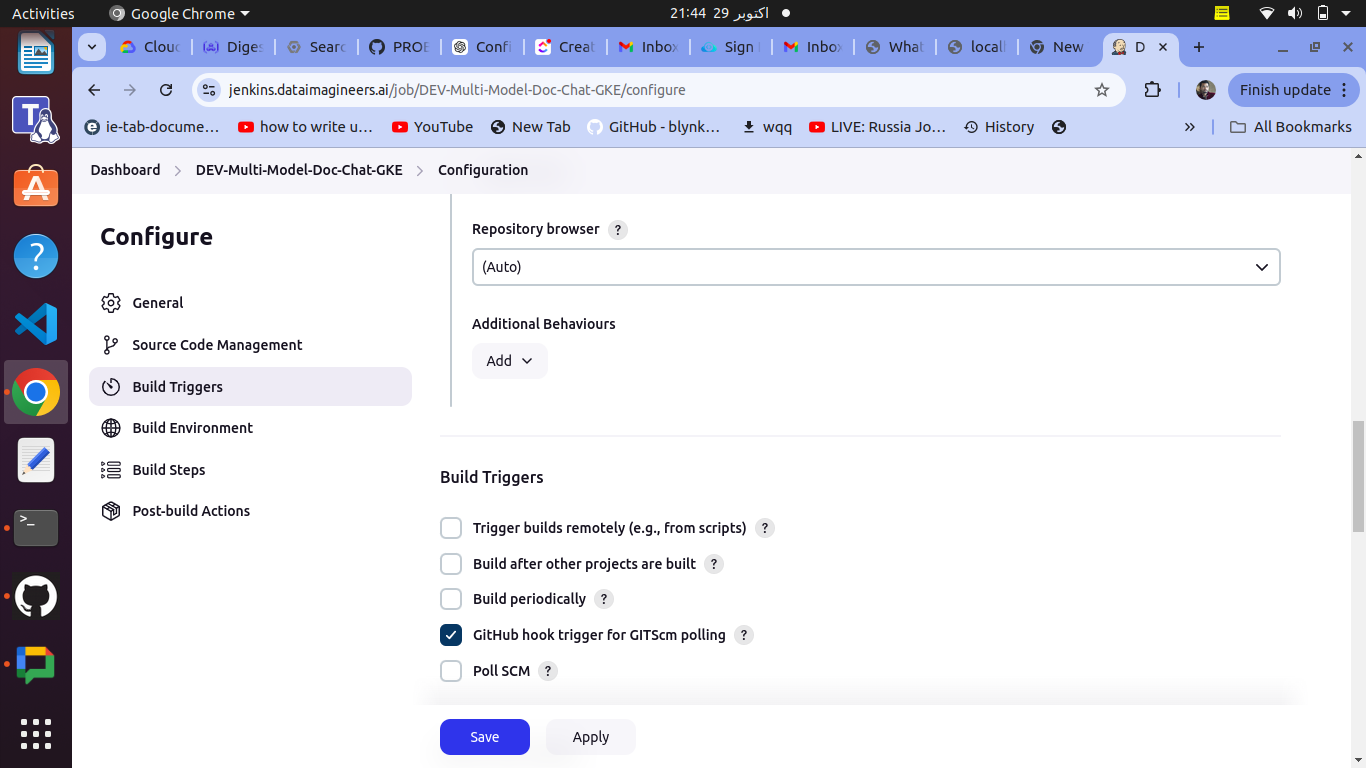 Activities
Google Chrome
21:44 29 اکتوبر
Clou
Diges
Searc
PROE
Confi
Creat
Inbox
Sign
Inbox
What
locall
New
D
jenkins.dataimagineers.ai/job/DEV-Multi-Model-Doc-Chat-GKE/configure
Finish update
ie-tab-docume…
how to write u…
YouTube
New Tab
GitHub - blynk…
wqq
LIVE: Russia Jo…
History
»
All Bookmarks
Dashboard
DEV-Multi-Model-Doc-Chat-GKE
Configuration
Configure
General
Source Code Management
Build Triggers
Build Environment
Build Steps
Post-build Actions
Repository browser ?
(Auto)
Additional Behaviours
Add
Build Triggers
Trigger builds remotely (e.g., from scripts) ?
Build after other projects are built ?
Build periodically ?
GitHub hook trigger for GITScm polling ?
Poll SCM ?
Save
Apply